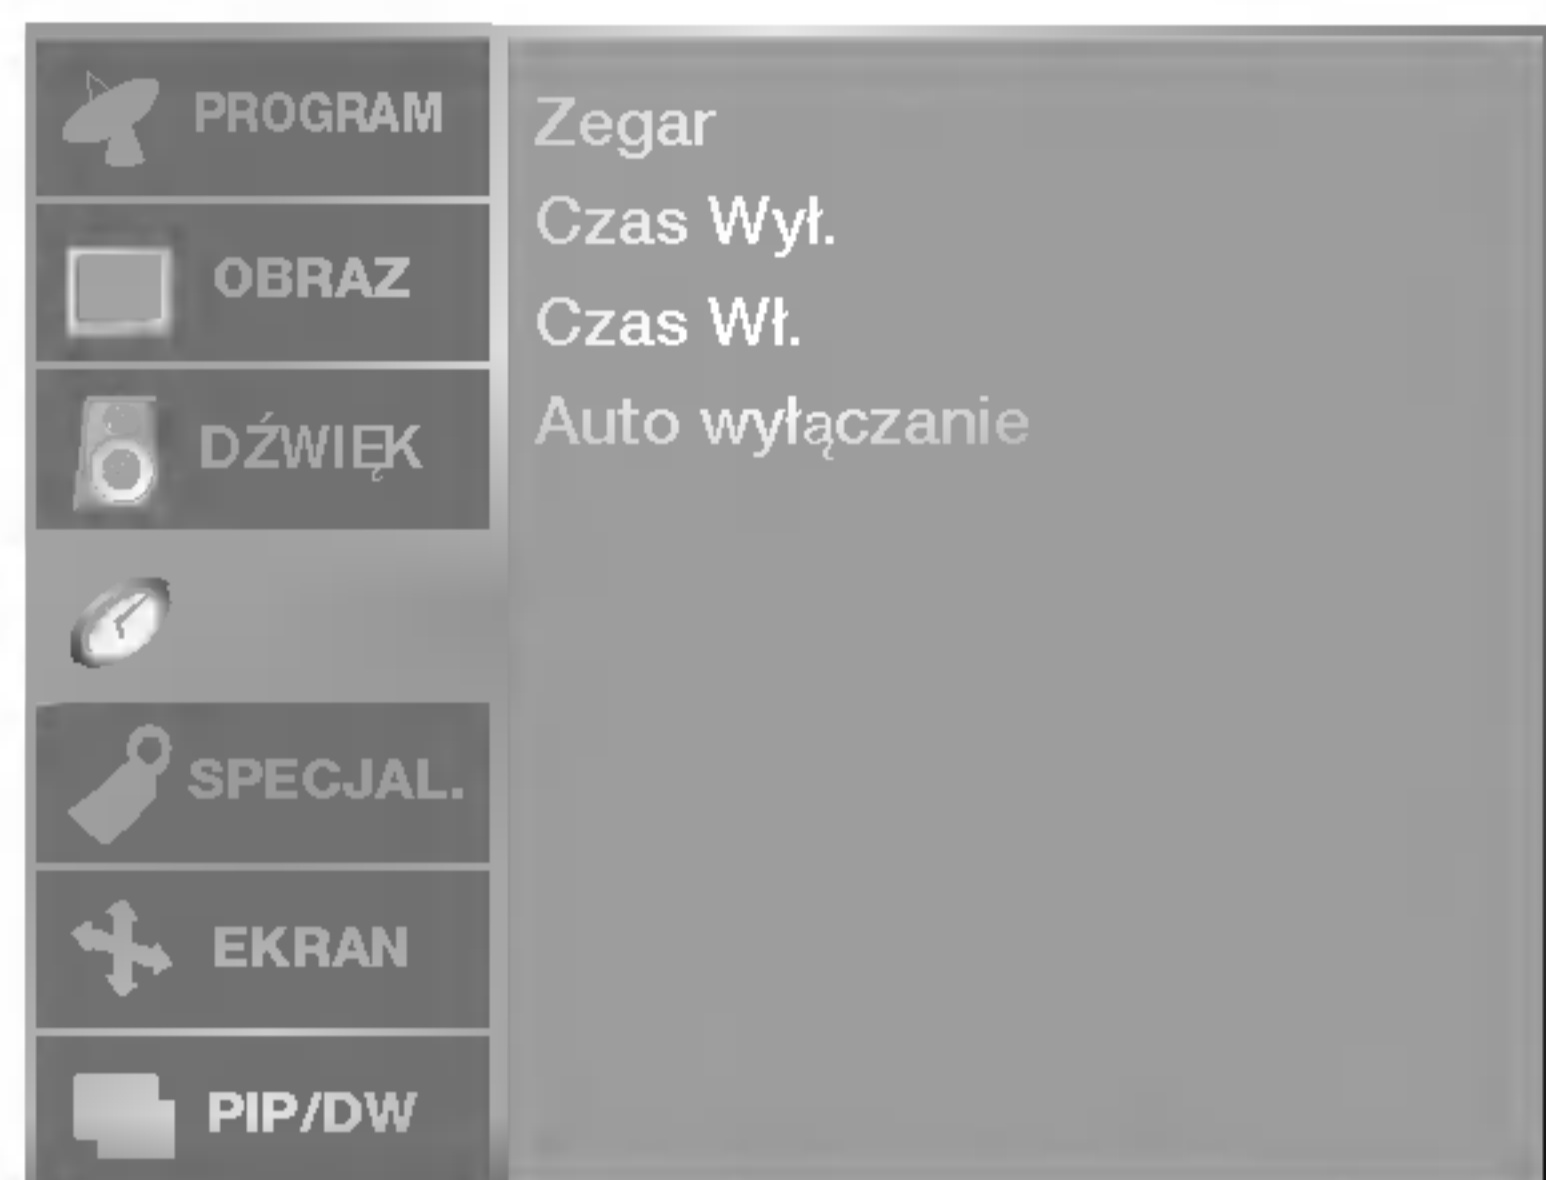 PROGRAM
OBRAZ
DŹWIĘK
SPECJAL.
EKRAN
PIP/DW
Zegar
Czas Wył.
Czas Wł.
Auto wyłączanie